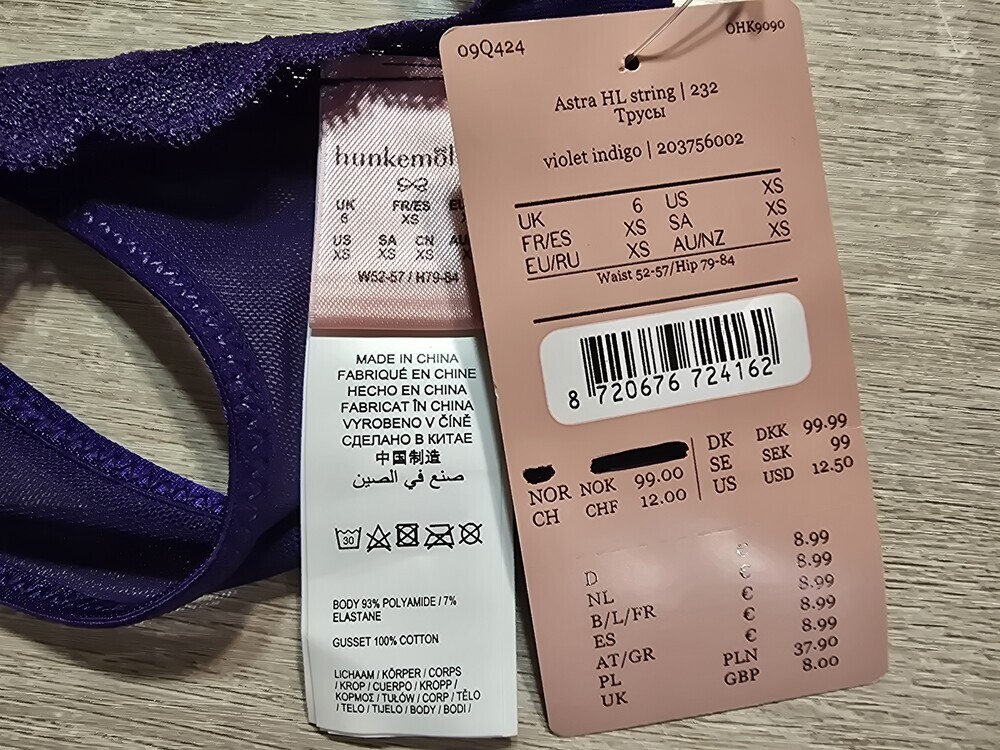 hunkemöl
UK FR/ES
6 XS
US SA CN AU
XS XS XS X
W52-57 / H79-84
MADE IN CHINA
FABRIQUÉ EN CHINE
HECHO EN CHINA
FABRICAT ÎN CHINA
VYROBENO V ČÍNĚ
СДЕЛАНО В КИТАЕ
中国制造
صنع في الصين
30
BODY 93% POLYAMIDE / 7%
ELASTANE
GUSSET 100% COTTON
LICHAAM / KÖRPER / CORPS
/ KROP / CUERPO / KROPP /
ΚΟΡΜΟΣ / TUŁÓW / CORP / TĚLO
/ TELO / TIJELO / BODY / BODI /
09Q424 OHK9090
Astra HL string | 232
Трусы
violet indigo | 203756002
UK 6 US XS
FR/ES XS SA XS
EU/RU XS AU/NZ XS
Waist 52-57/Hip 79-84
8 720676 724162
NOR NOK 99.00 DK DKK 99.99
CH CHF 12.00 SE SEK 99
US USD 12.50
D € 8.99
NL € 8.99
B/L/FR € 8.99
ES € 8.99
AT/GR € 8.99
PL PLN 37.90
UK GBP 8.00